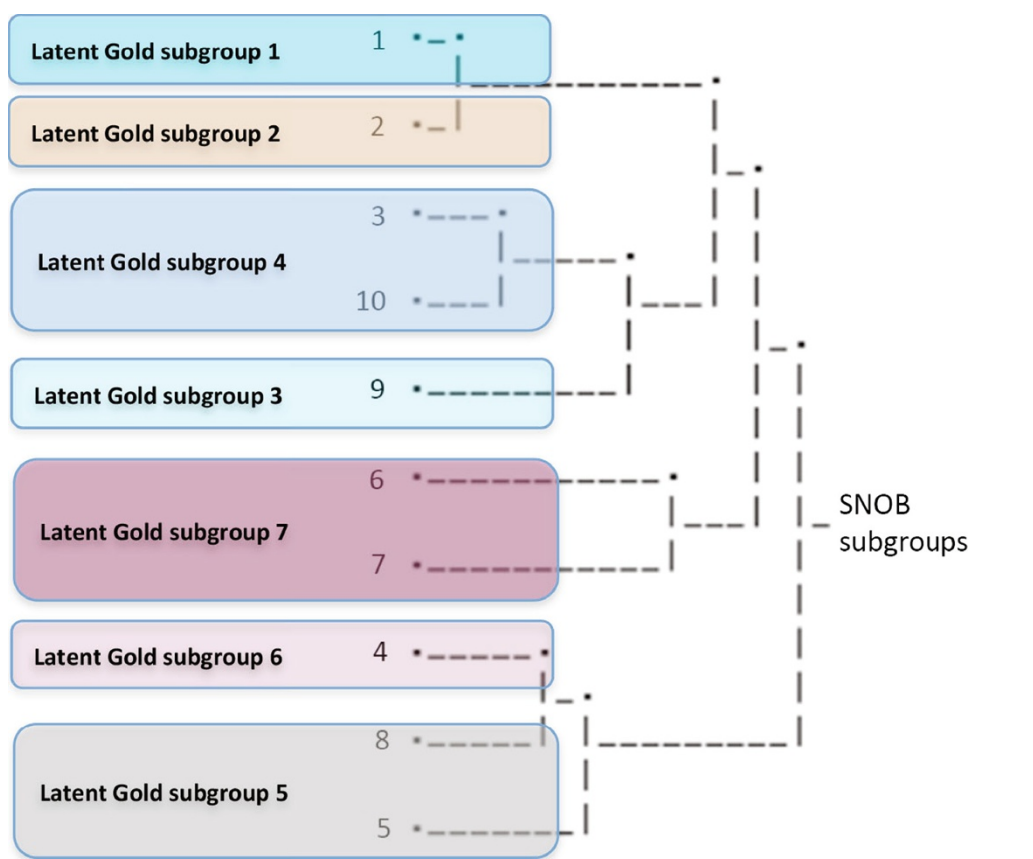 Latent Gold subgroup 1 1
Latent Gold subgroup 2 2
3
Latent Gold subgroup 4
10
Latent Gold subgroup 3 9
6
Latent Gold subgroup 7
7
Latent Gold subgroup 6 4
8
Latent Gold subgroup 5
5
SNOB
subgroups